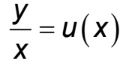 y/x = u(x)